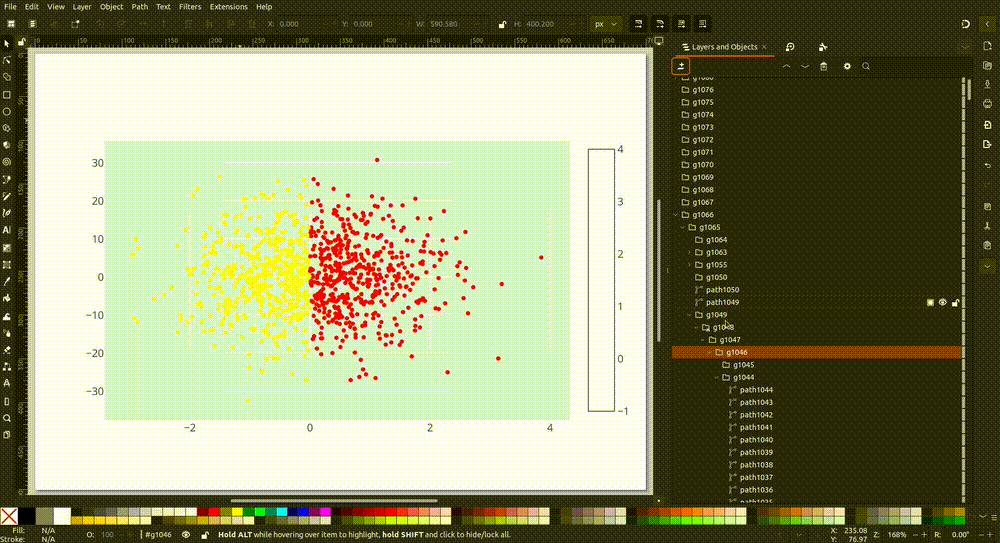 File Edit View Layer Object Path Text Filters Extensions Help
X: 0.000 Y: 0.000 W: 590.580 H: 400.200 px
Layers and Objects
g1076
g1075
g1074
g1073
g1072
g1071
g1070
g1069
g1068
g1067
g1066
g1065
g1064
g1063
g1055
g1050
path1050
path1049
g1049
g1047
g1046
g1045
g1044
path1044
path1043
path1042
path1041
path1040
path1039
path1038
path1037
path1036
30
20
10
0
−10
−20
−30
−2
0
2
4
4
3
2
1
0
−1
Fill: N/A
Stroke: N/A
O: 100
#g1046
Hold ALT while hovering over item to highlight, hold SHIFT and click to hide/lock all.
X: 235.08
Y: 76.97
Z: 168%
R: 0.00°